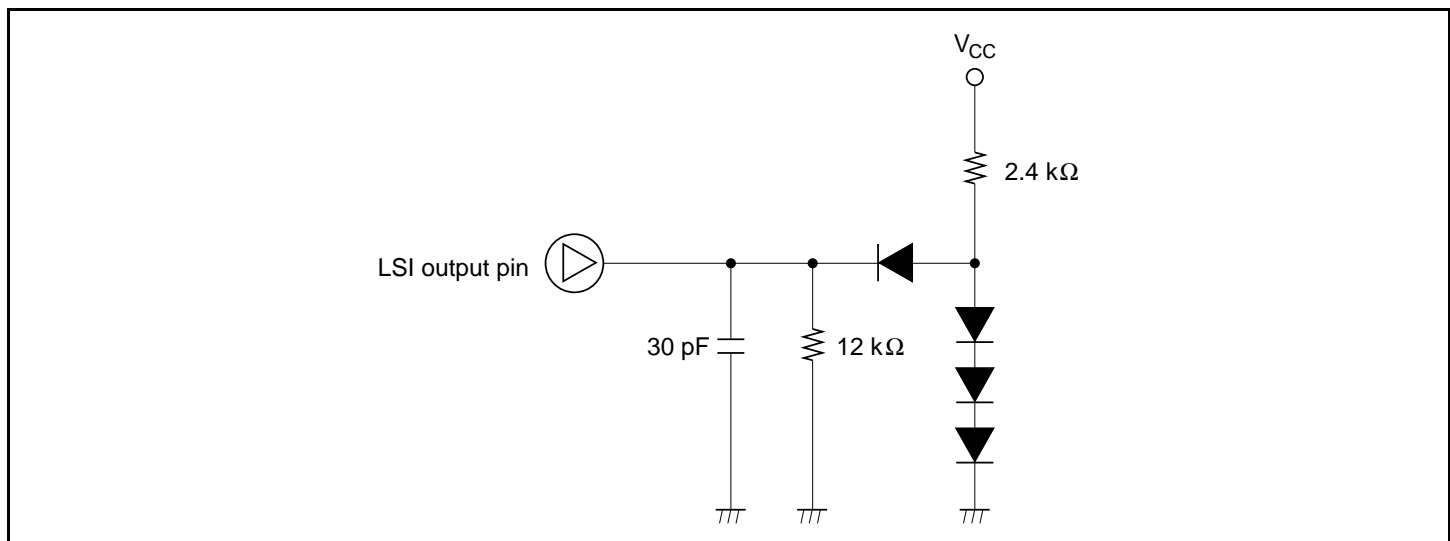 VCC
2.4 kΩ
LSI output pin
30 pF
12 kΩ